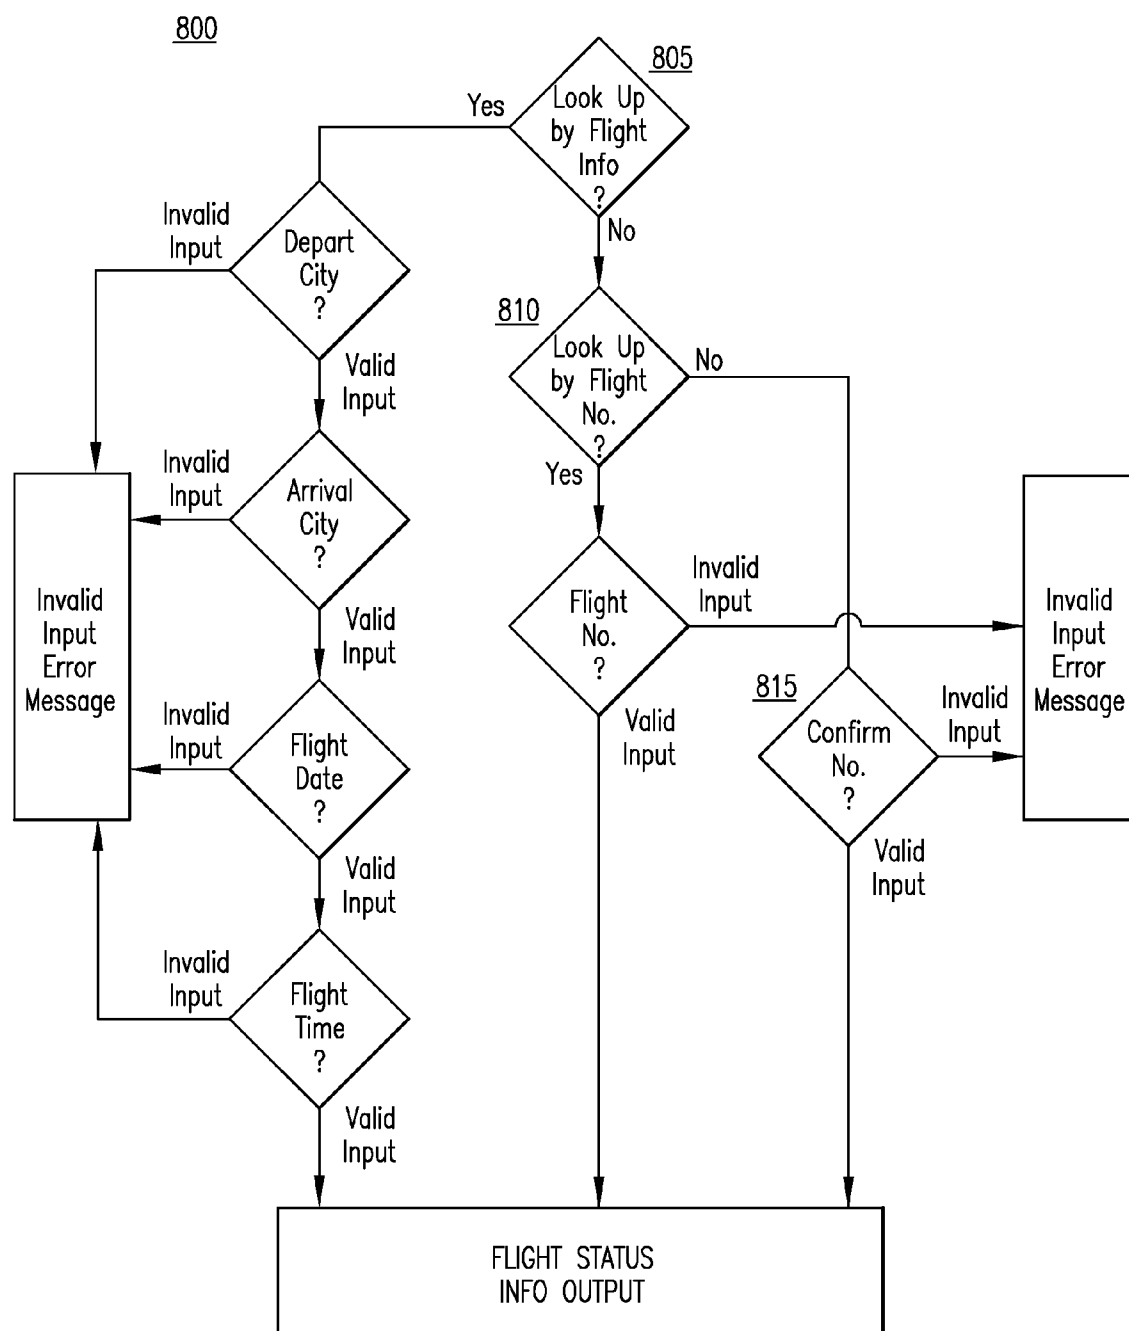 800
805
Yes
Look Up
by Flight
Info
?
No
Invalid
Input
Depart
City
?
Valid
Input
810
Look Up
by Flight
No.
?
No
Yes
Invalid
Input
Arrival
City
?
Valid
Input
Invalid
Input
Error
Message
Flight
No.
?
Invalid
Input
Valid
Input
Invalid
Input
Error
Message
815
Confirm
No.
?
Invalid
Input
Valid
Input
Invalid
Input
Flight
Date
?
Valid
Input
Invalid
Input
Flight
Time
?
Valid
Input
FLIGHT STATUS
INFO OUTPUT